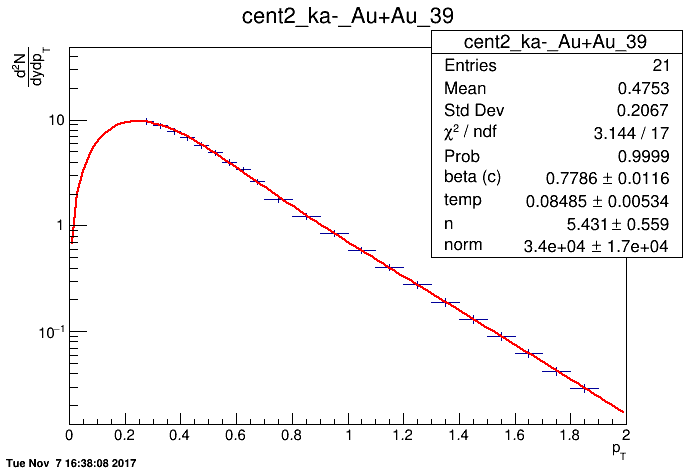 cent2_ka-_Au+Au_39
d²N
dydp_T
cent2_ka-_Au+Au_39
Entries 21
Mean 0.4753
Std Dev 0.2067
χ² / ndf 3.144 / 17
Prob 0.9999
beta (c) 0.7786 ± 0.0116
temp 0.08485 ± 0.00534
n 5.431 ± 0.559
norm 3.4e+04 ± 1.7e+04
10
1
10⁻¹
0 0.2 0.4 0.6 0.8 1 1.2 1.4 1.6 1.8 2
p_T
Tue Nov 7 16:38:08 2017